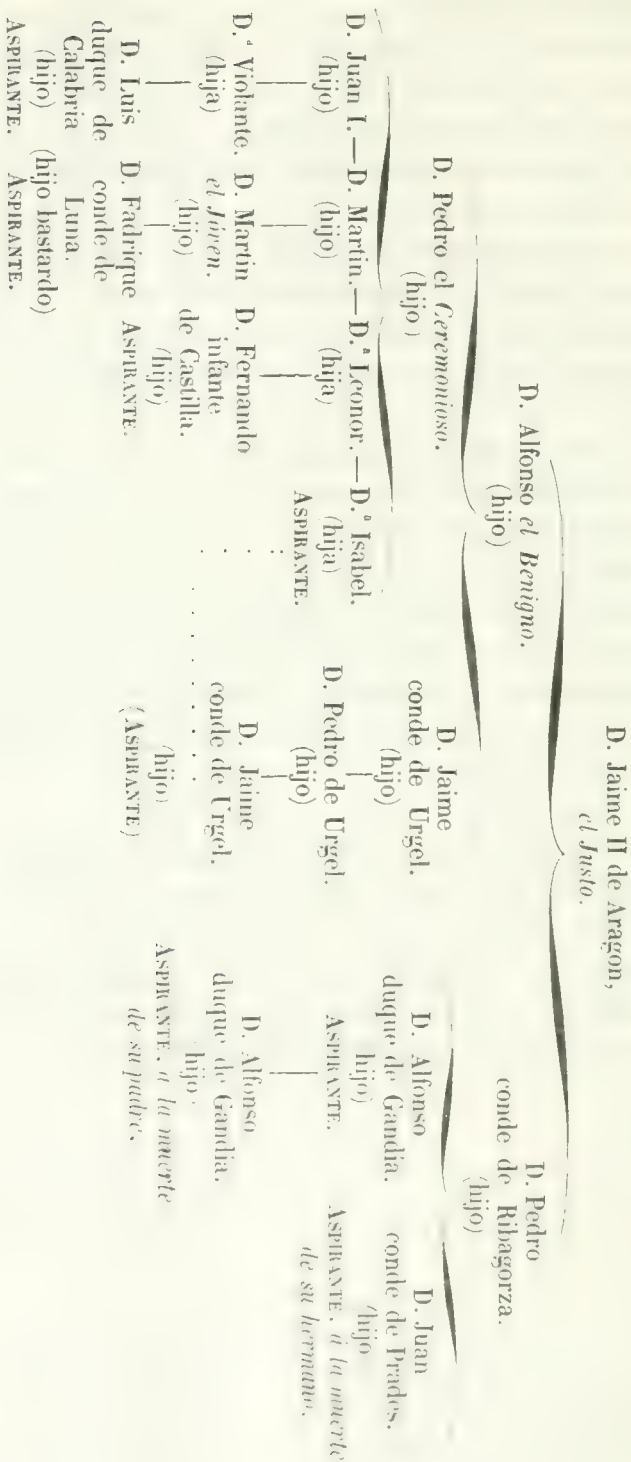 D. Jaime II de Aragon,
el Justo.
D. Alfonso el Benigno.
(hijo)
D. Pedro
conde de Ribagorza.
(hijo)
D. Pedro el Ceremonioso.
(hijo)
D. Jaime
conde de Urgel.
(hijo)
D. Alfonso
duque de Gandia.
hijo)
ASPIRANTE.
D. Juan
conde de Prades.
(hijo
ASPIRANTE, á la muerte
de su hermano.
D. Juan I.—D. Martin.—D.ª Leonor.—D.ª Isabel.
(hijo) (hijo) (hija) (hija)
ASPIRANTE.
D. Pedro de Urgel.
(hijo)
D. Alfonso
duque de Gandia.
hijo
ASPIRANTE, á la muerte
de su padre.
D.ª Violante.
(hija)
D. Martin
el Jóven.
(hijo)
D. Fernando
infante
de Castilla.
(hijo)
ASPIRANTE.
D. Jaime
conde de Urgel.
(hijo)
(ASPIRANTE)
D. Luis
duque de
Calabria
(hijo)
ASPIRANTE.
D. Fadrique
conde de
Luna.
(hijo bastardo)
ASPIRANTE.